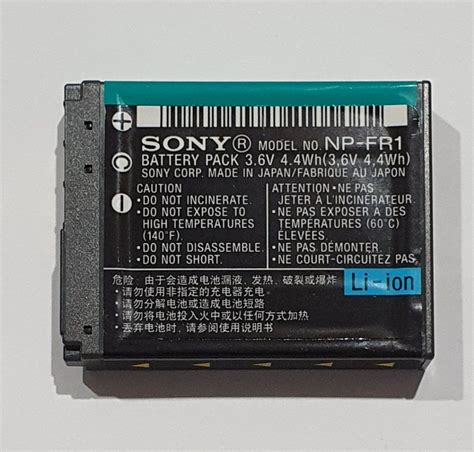 SONY® MODEL NO. NP-FR1
BATTERY PACK 3.6V 4.4Wh(3,6V 4,4Wh)
SONY CORP. MADE IN JAPAN/FABRIQUE AU JAPON
CAUTION
● DO NOT INCINERATE.
● DO NOT EXPOSE TO
HIGH TEMPERATURES
(140°F).
● DO NOT DISASSEMBLE.
● DO NOT SHORT.
ATTENTION ● NE PAS
JETER À L'INCINÉRATEUR.
● NE PAS EXPOSER À DES
TEMPÉRATURES (60°C)
ÉLEVÉES.
● NE PAS DÉMONTER.
● NE COURT-CIRCUITEZ PAS.
危险: 由于会造成电池漏液、发热、破裂或爆炸
● 请勿使用非指定的充电器充电。
● 请勿分解电池或造成电池短路
● 请勿将电池投入火中或以任何方式加热
丢弃电池时,请参阅使用说明书
Li-ion